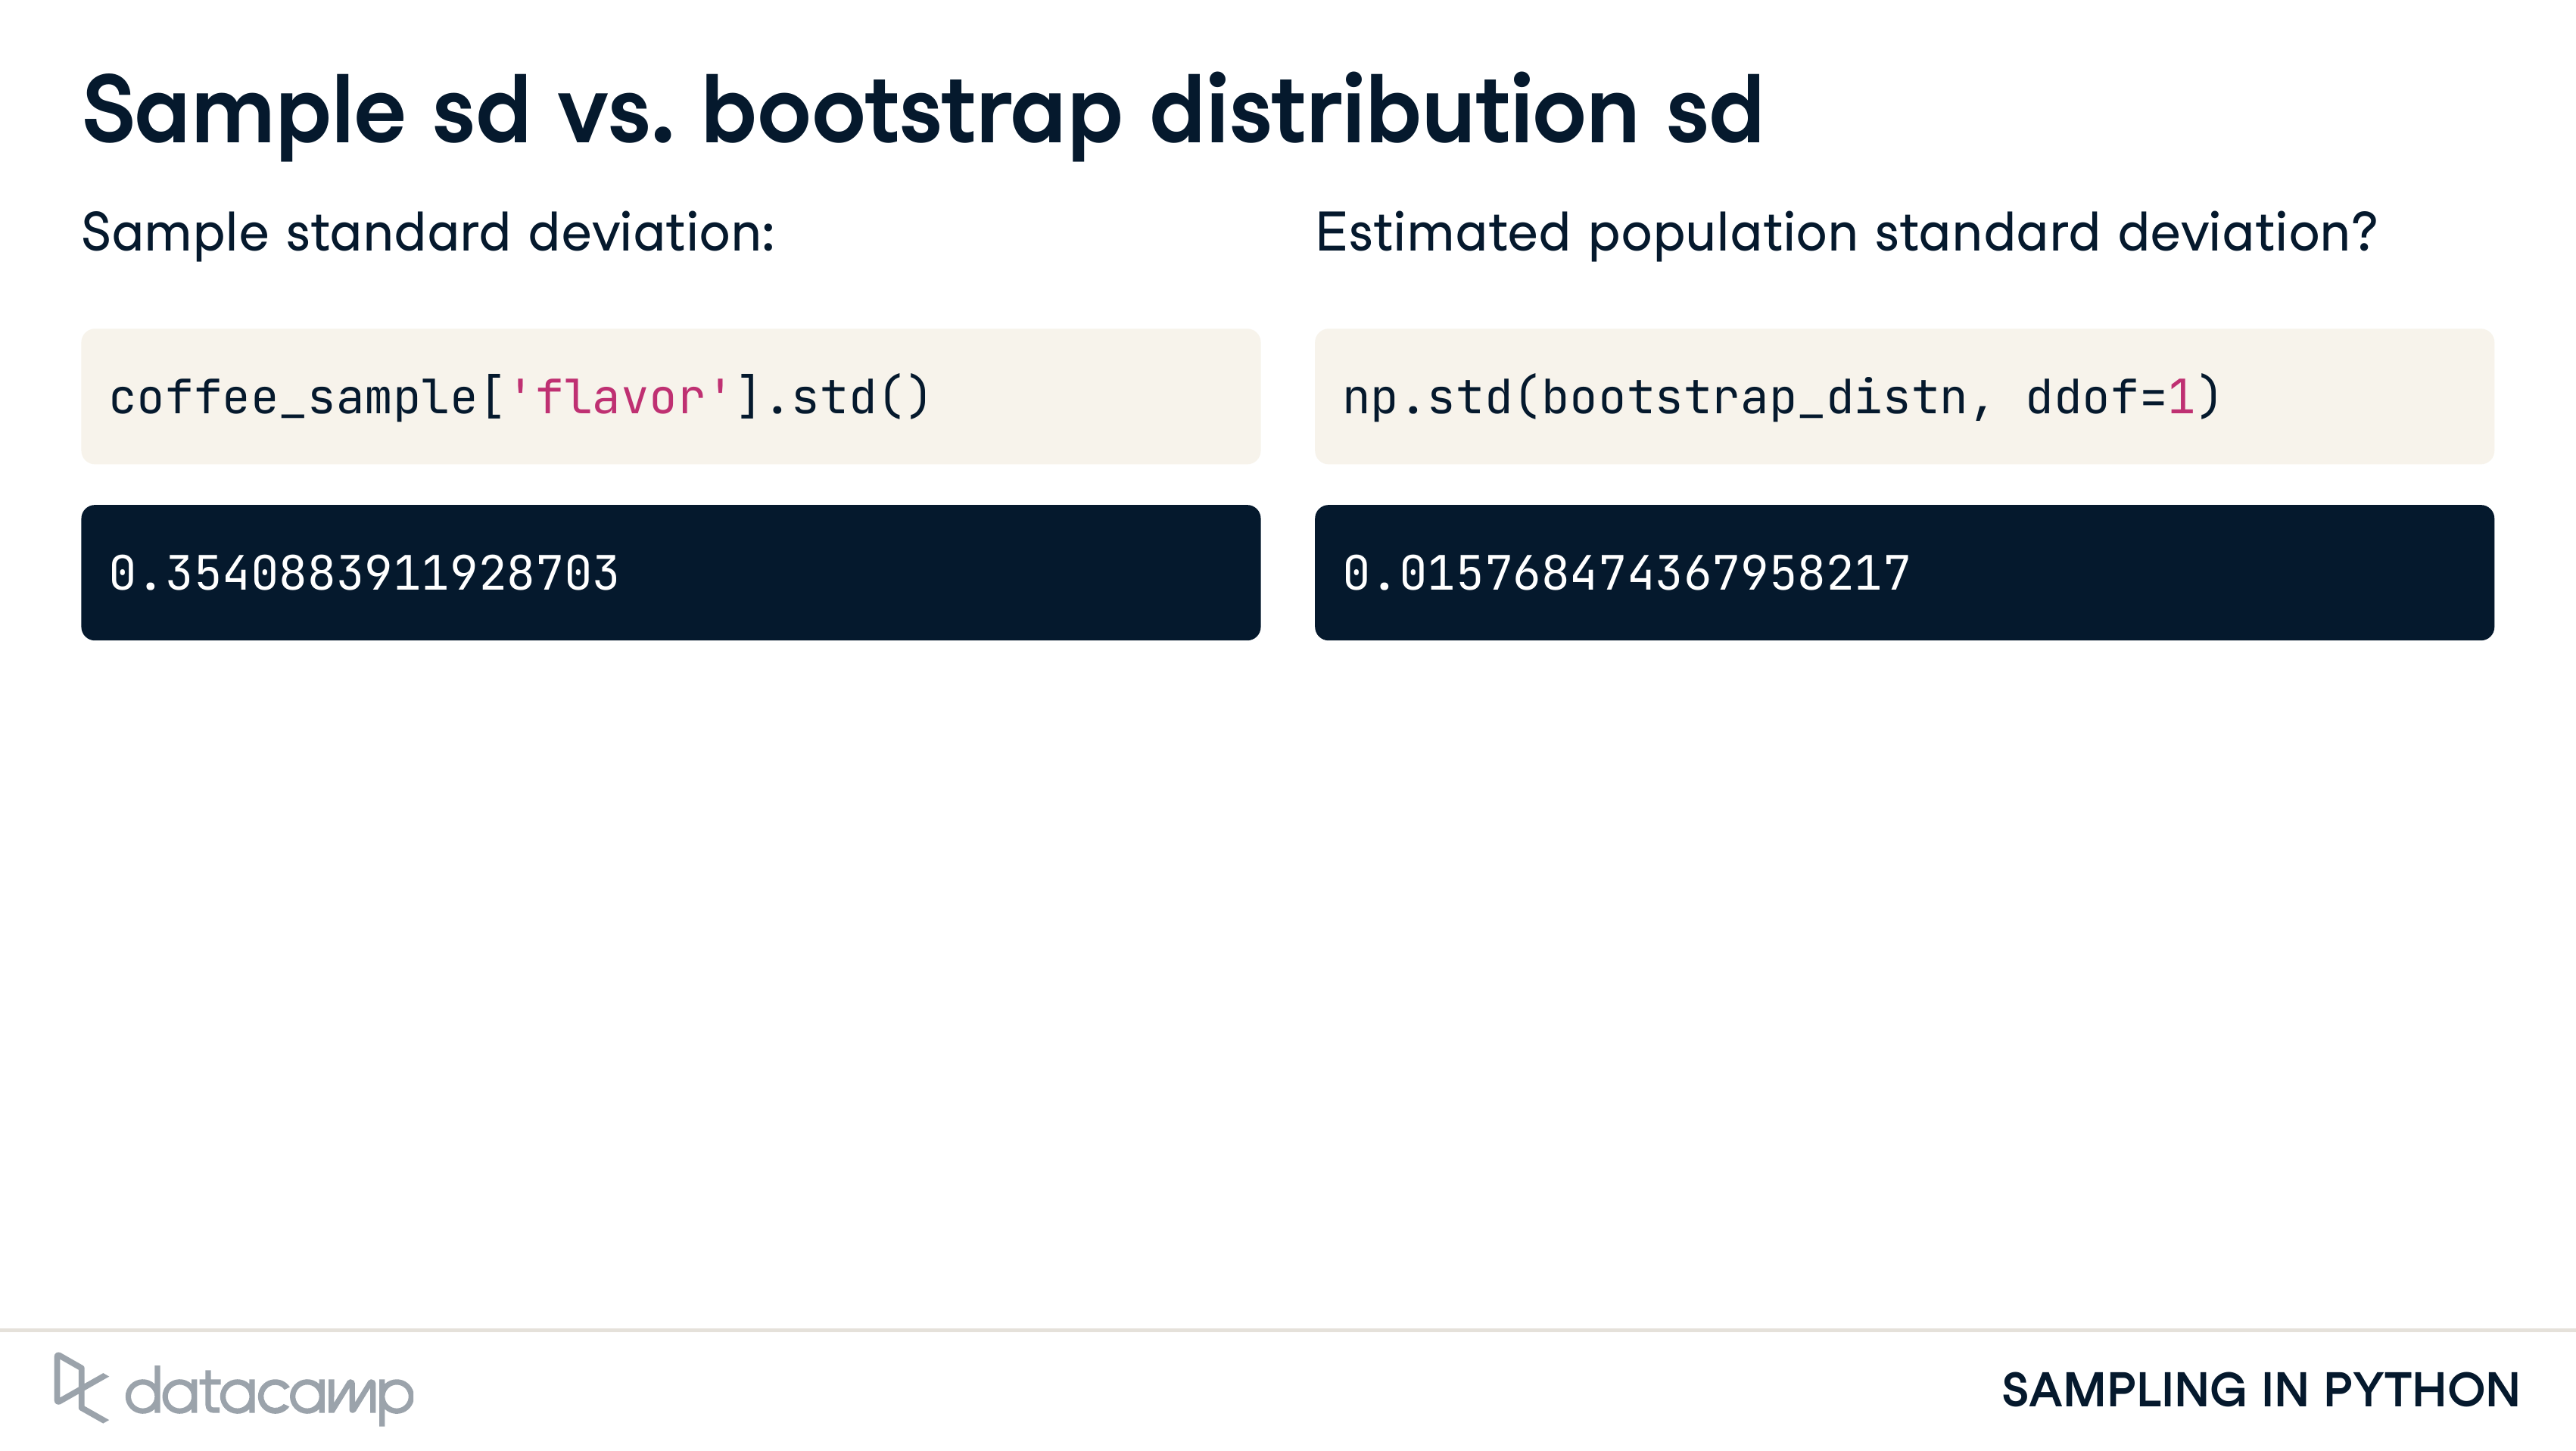 Sample sd vs. bootstrap distribution sd
Sample standard deviation:
coffee_sample['flavor'].std()
0.3540883911928703
Estimated population standard deviation?
np.std(bootstrap_distn, ddof=1)
0.015768474367958217
datacamp
SAMPLING IN PYTHON